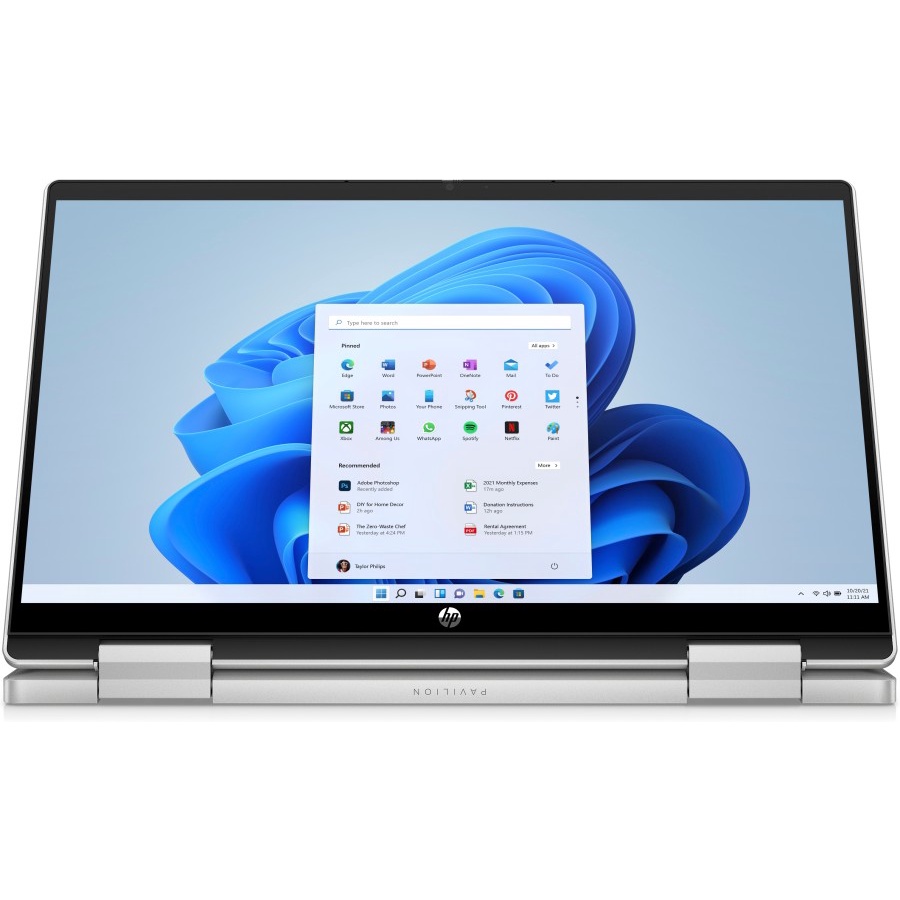 Type here to search
Pinned
All apps >
Edge
Word
PowerPoint
OneNote
Mail
To Do
Microsoft Store
Photos
Your Phone
Snipping Tool
Pinterest
Twitter
Xbox
Among Us
WhatsApp
Spotify
Netflix
Paint
Recommended
More >
Ps
Adobe Photoshop
Recently added
2021 Monthly Expenses
17m ago
DIY for Home Decor
2h ago
Donation Instructions
12h ago
The Zero-Waste Chef
Yesterday at 4:24 PM
PDF
Rental Agreement
Yesterday at 1:15 PM
Taylor Philips
10/20/21
11:11 AM
hp
PAVILION